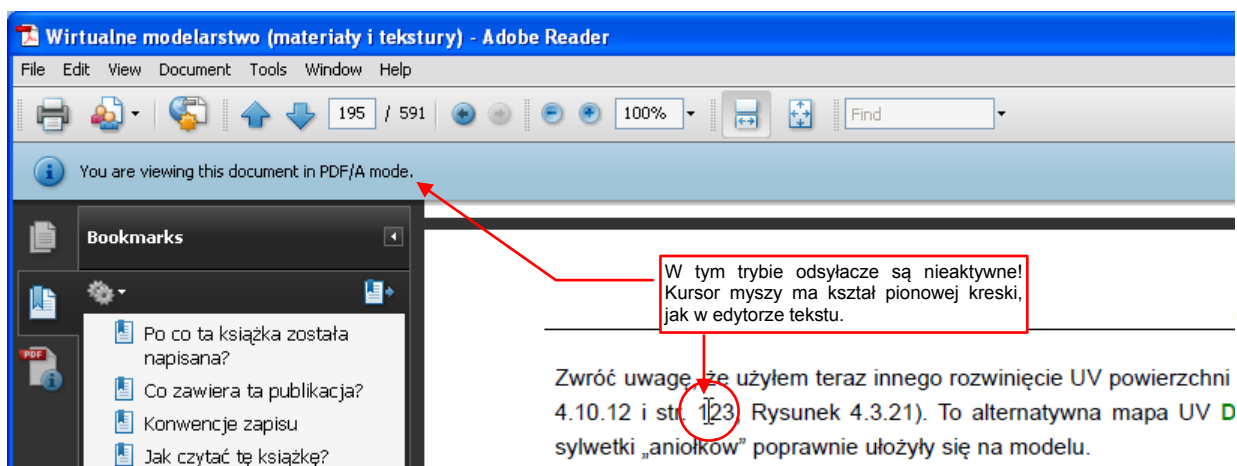 Wirtualne modelarstwo (materiały i tekstury) - Adobe Reader
File Edit View Document Tools Window Help
195 / 591 100% Find
You are viewing this document in PDF/A mode.
Bookmarks
W tym trybie odsyłacze są nieaktywne!
Kursor myszy ma kształt pionowej kreski,
jak w edytorze tekstu.
Po co ta książka została
napisana?
Co zawiera ta publikacja?
Konwencje zapisu
Jak czytać tę książkę?
PDF
Zwróć uwagę, że użyłem teraz innego rozwinięcie UV powierzchni
4.10.12 i str. 123, Rysunek 4.3.21). To alternatywna mapa UV D
sylwetki „aniołków” poprawnie ułożyły się na modelu.